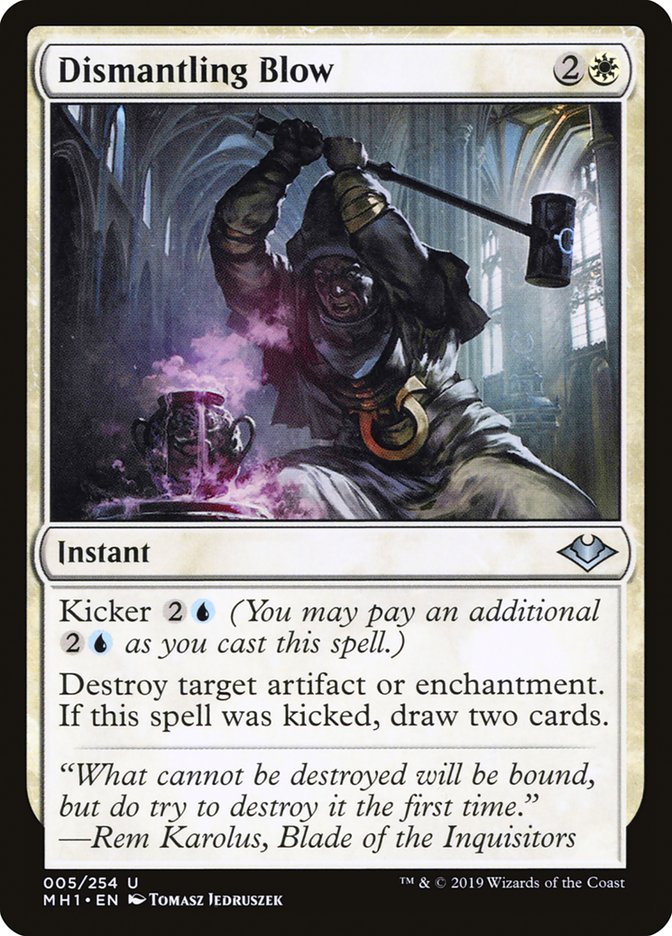 Dismantling Blow 2
Instant
Kicker 2 (You may pay an additional
2 as you cast this spell.)
Destroy target artifact or enchantment.
If this spell was kicked, draw two cards.
“What cannot be destroyed will be bound,
but do try to destroy it the first time.”
—Rem Karolus, Blade of the Inquisitors
005/254 U
MH1 • EN Tomasz Jedruszek
™ & © 2019 Wizards of the Coast